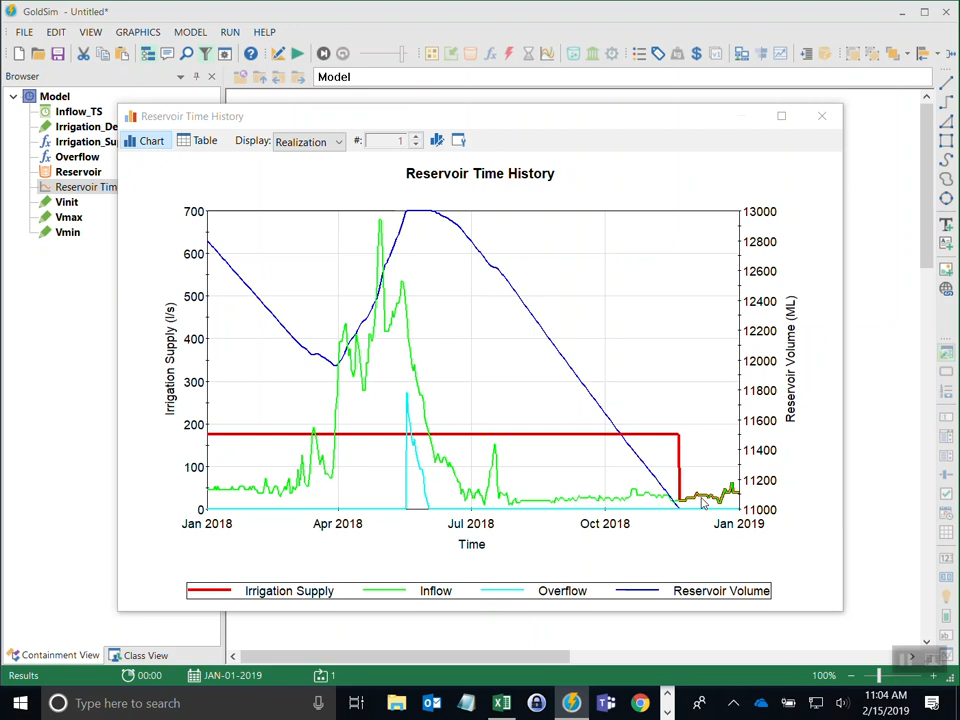 GoldSim - Untitled*
FILE EDIT VIEW GRAPHICS MODEL RUN HELP
Browser
Model
Model
Inflow_TS
Irrigation_De
Irrigation_Su
Overflow
Reservoir
Reservoir Tim
Vinit
Vmax
Vmin
Reservoir Time History
Chart Table Display: Realization #: 1
Reservoir Time History
700
600
500
400
300
200
100
0
Irrigation Supply (l/s)
13000
12800
12600
12400
12200
12000
11800
11600
11400
11200
11000
Reservoir Volume (ML)
Jan 2018 Apr 2018 Jul 2018 Oct 2018 Jan 2019
Time
Irrigation Supply Inflow Overflow Reservoir Volume
Containment View Class View
Results 00:00 JAN-01-2019 1 100%
Type here to search
11:04 AM
2/15/2019